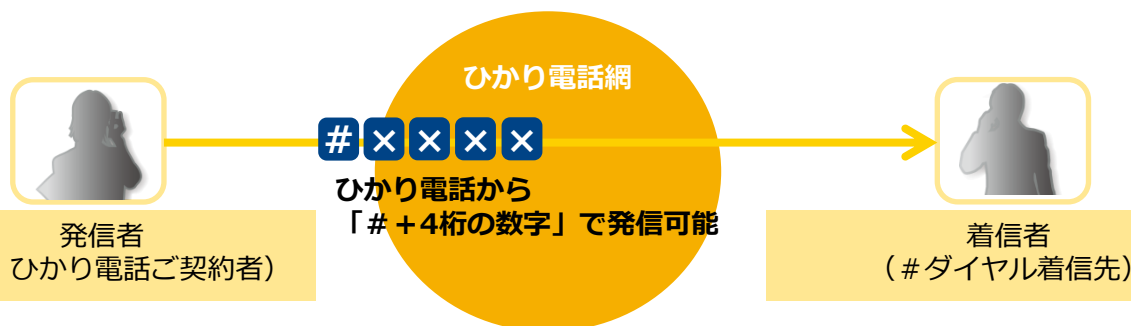 ひかり電話網
#××××
ひかり電話から
「＃＋4桁の数字」で発信可能
発信者
ひかり電話ご契約者）
着信者
（＃ダイヤル着信先）